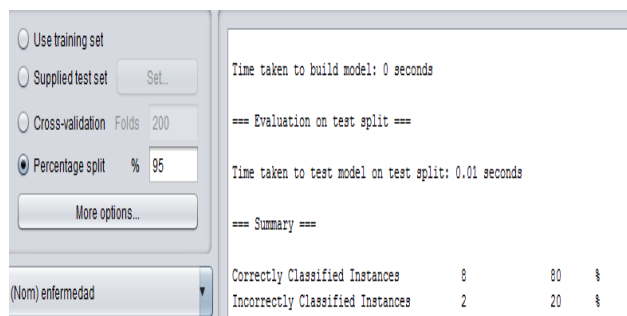 Use training set
Supplied test set Set...
Cross-validation Folds 200
Percentage split % 95
More options...
(Nom) enfermedad
Time taken to build model: 0 seconds
=== Evaluation on test split ===
Time taken to test model on test split: 0.01 seconds
=== Summary ===
Correctly Classified Instances 8 80 %
Incorrectly Classified Instances 2 20 %